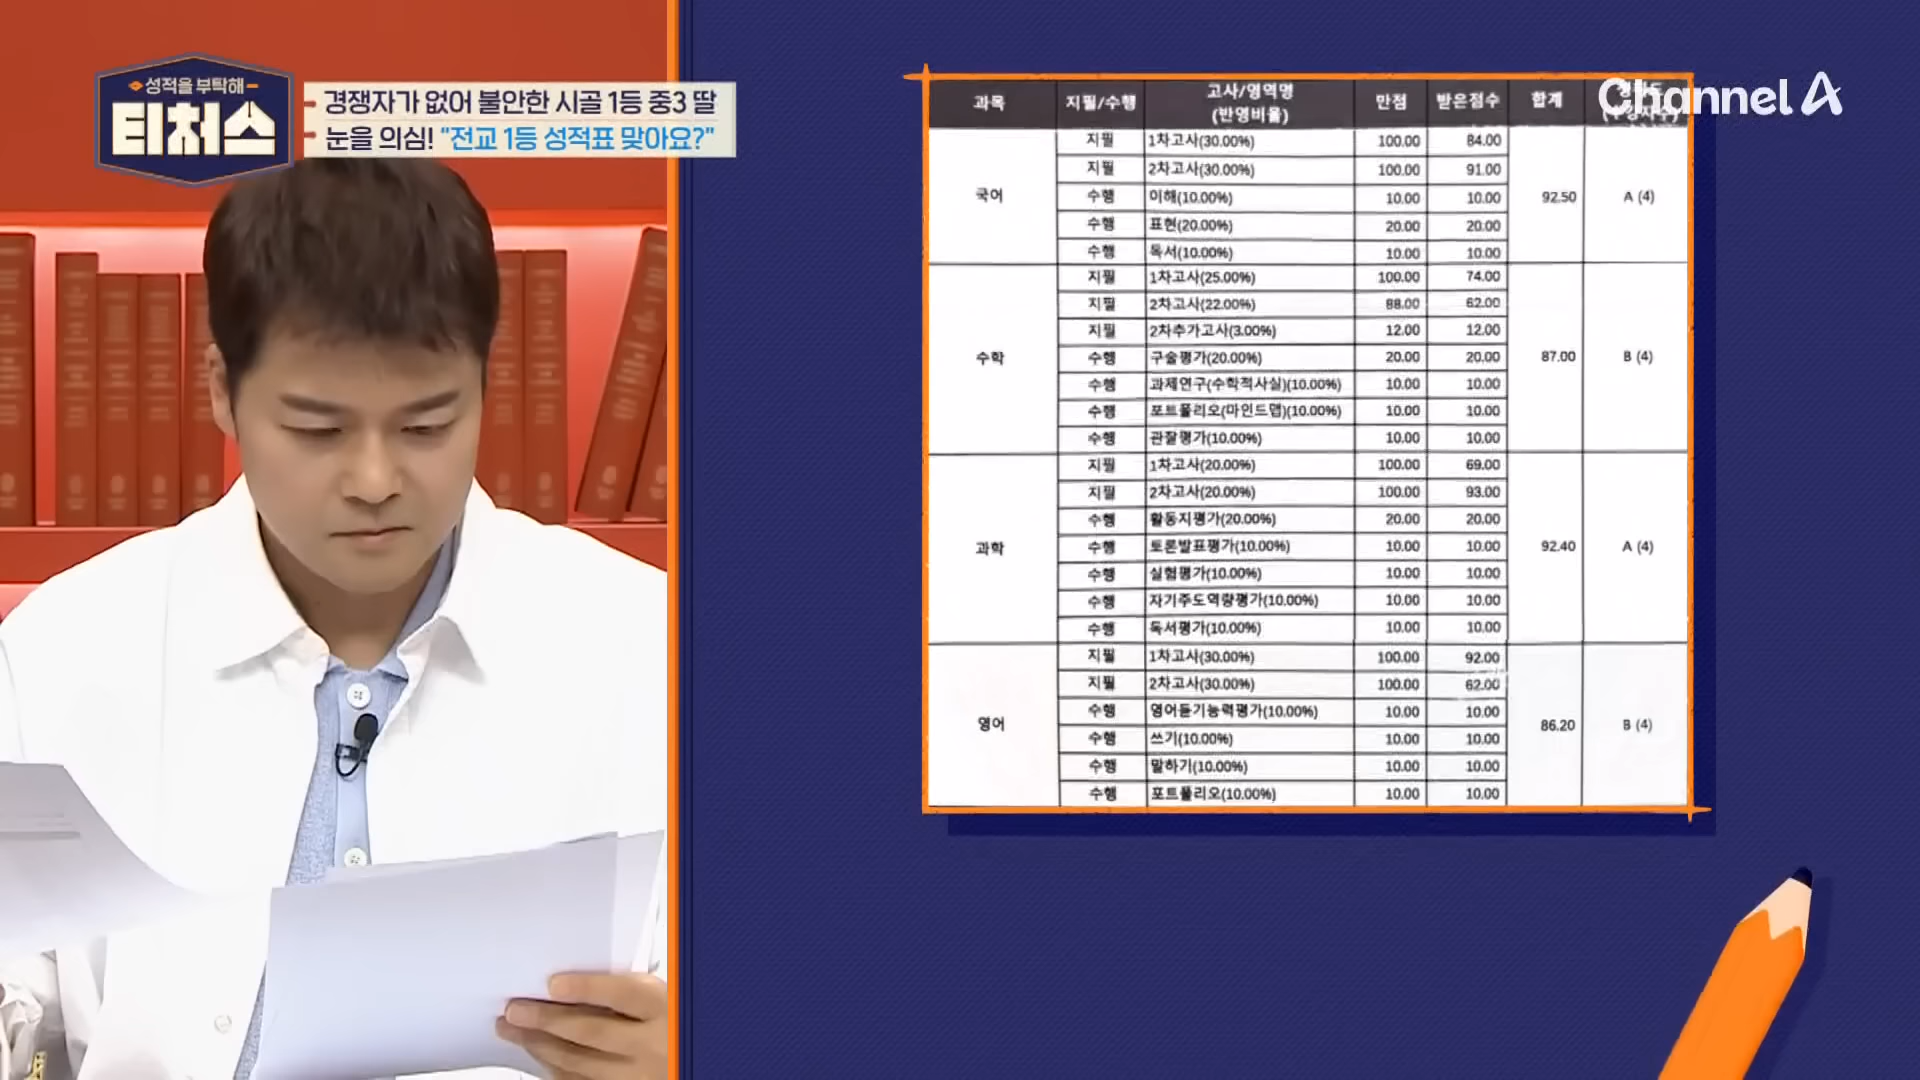 성적을 부탁해
티처스
경쟁자가 없어 불안한 시골 1등 중3 딸
눈을 의심! "전교 1등 성적표 맞아요?"
Channel A
과목 지필/수행 고사/영역명 (반영비율) 만점 받은점수 합계
국어 92.50 A (4)
지필 1차고사(30.00%) 100.00 84.00
지필 2차고사(30.00%) 100.00 91.00
수행 이해(10.00%) 10.00 10.00
수행 표현(20.00%) 20.00 20.00
수행 독서(10.00%) 10.00 10.00
수학 87.00 B (4)
지필 1차고사(25.00%) 100.00 74.00
지필 2차고사(22.00%) 88.00 62.00
지필 2차추가고사(3.00%) 12.00 12.00
수행 구술평가(20.00%) 20.00 20.00
수행 과제연구(수학적사실)(10.00%) 10.00 10.00
수행 포트폴리오(마인드맵)(10.00%) 10.00 10.00
수행 관찰평가(10.00%) 10.00 10.00
과학 92.40 A (4)
지필 1차고사(20.00%) 100.00 69.00
지필 2차고사(20.00%) 100.00 93.00
수행 활동지평가(20.00%) 20.00 20.00
수행 토론발표평가(10.00%) 10.00 10.00
수행 실험평가(10.00%) 10.00 10.00
수행 자기주도역량평가(10.00%) 10.00 10.00
수행 독서평가(10.00%) 10.00 10.00
영어 86.20 B (4)
지필 1차고사(30.00%) 100.00 92.00
지필 2차고사(30.00%) 100.00 62.00
수행 영어듣기능력평가(10.00%) 10.00 10.00
수행 쓰기(10.00%) 10.00 10.00
수행 말하기(10.00%) 10.00 10.00
수행 포트폴리오(10.00%) 10.00 10.00